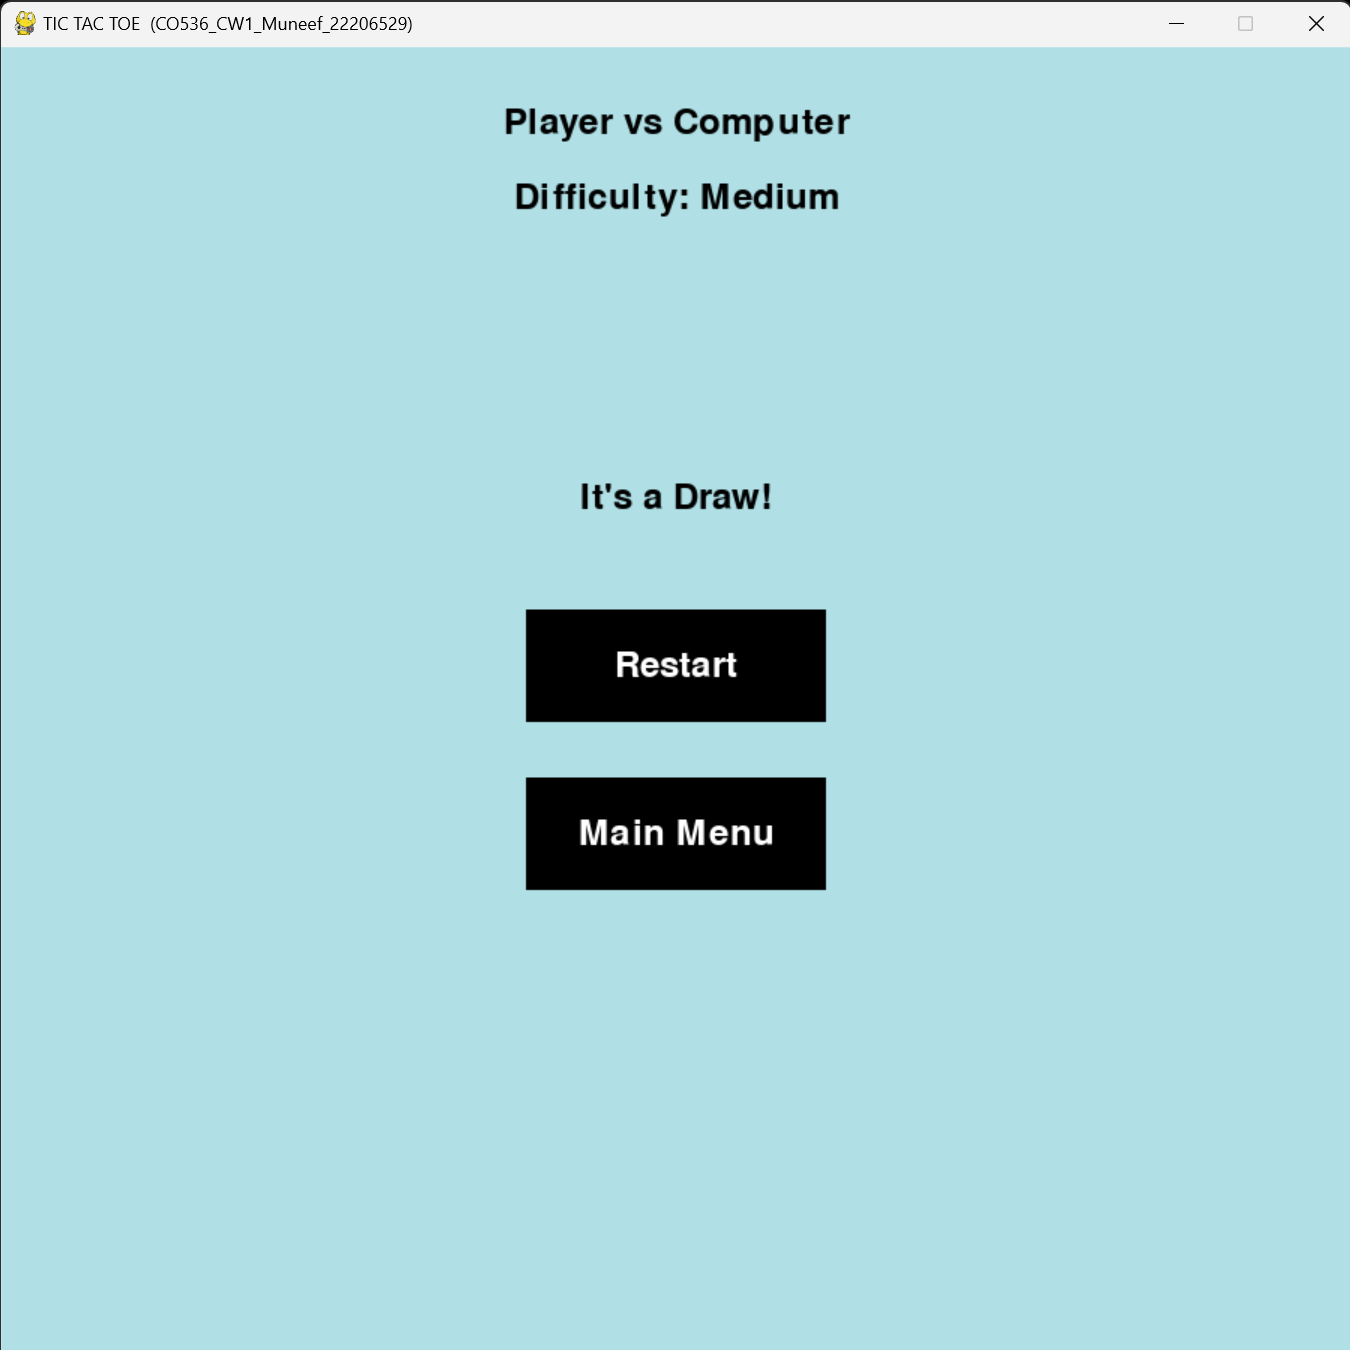 TIC TAC TOE  (CO536_CW1_Muneef_22206529)
Player vs Computer
Difficulty: Medium
It's a Draw!
Restart
Main Menu